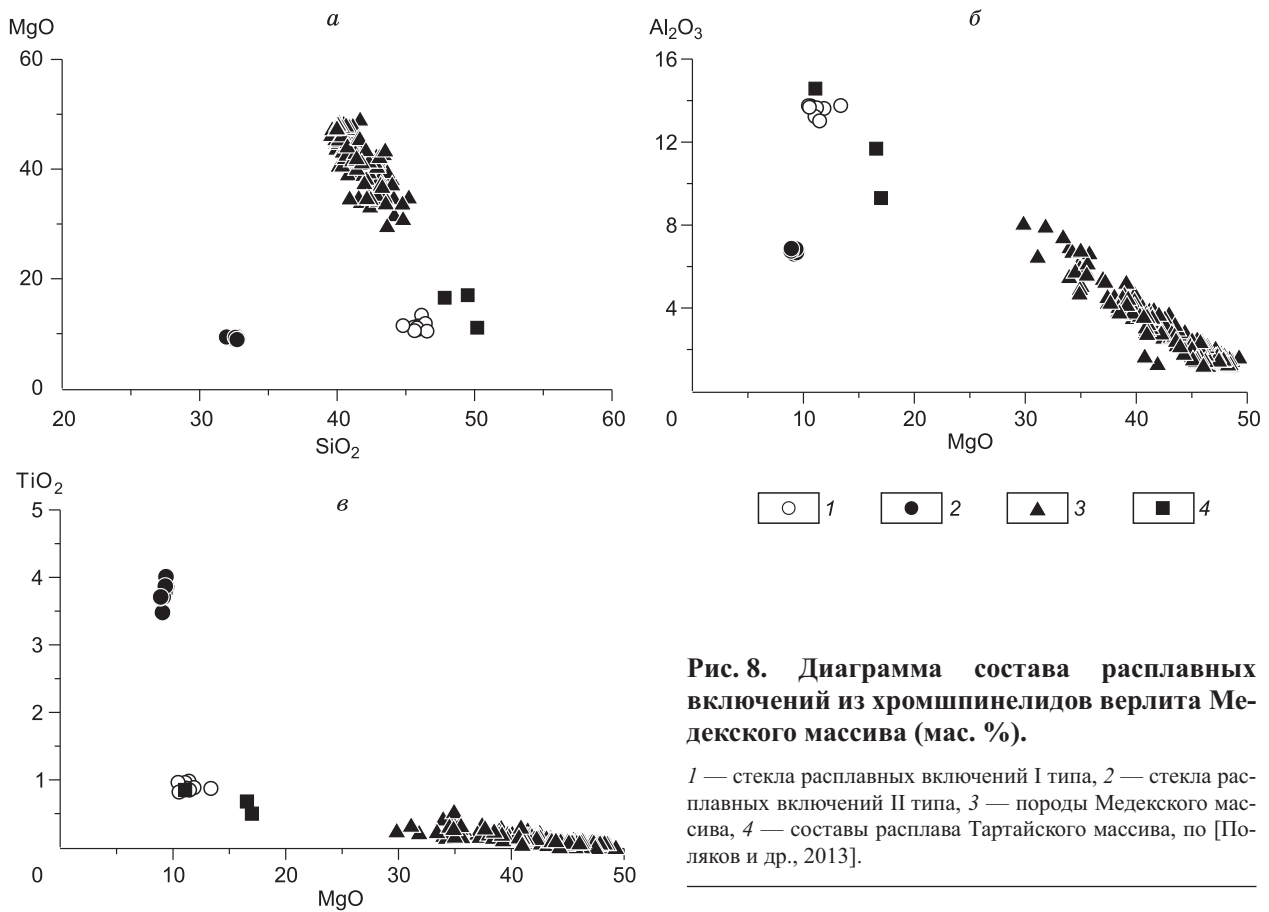 а
MgO
60
40
20
0
20
30
40
50
60
SiO₂
б
Al₂O₃
16
12
8
4
0
10
20
30
40
50
MgO
в
TiO₂
5
4
3
2
1
0
10
20
30
40
50
MgO
1
2
3
4
Рис. 8. Диаграмма состава расплавных
включений из хромшпинелидов верлита Ме-
декского массива (мас. %).
1 — стекла расплавных включений I типа, 2 — стекла рас-
плавных включений II типа, 3 — породы Медекского мас-
сива, 4 — составы расплава Тартайского массива, по [По-
ляков и др., 2013].